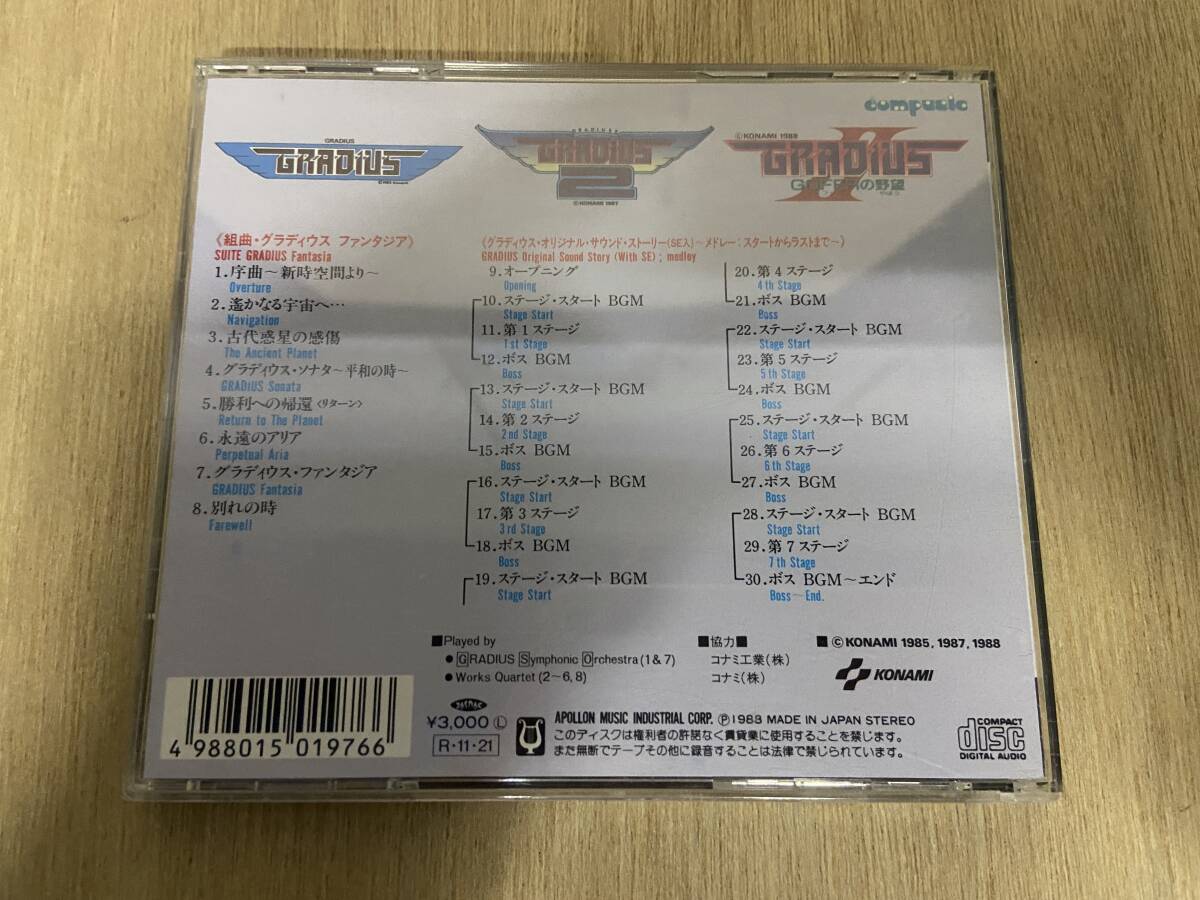 compusic
GRADIUS
GRADIUS
《組曲・グラディウス ファンタジア》
SUITE GRADIUS Fantasia
1.序曲～新時空間より～
Overture
2.遙かなる宇宙へ…
Navigation
3.古代惑星の感傷
The Ancient Planet
4.グラディウス・ソナタ～平和の時～
GRADIUS Sonata
5.勝利への帰還〈リターン〉
Return to The Planet
6.永遠のアリア
Perpetual Aria
7.グラディウス・ファンタジア
GRADIUS Fantasia
8.別れの時
Farewell
GRADIUS
GRADIUS
2
©KONAMI 1987
©KONAMI 1988
GRADIUS
II
GOFERの野望
《グラディウス・オリジナル・サウンド・ストーリー(SE入)～メドレー:スタートからラストまで～》
GRADIUS Original Sound Story (With SE) ; medley
9.オープニング
Opening
10.ステージ・スタート BGM
Stage Start
11.第1ステージ
1st Stage
12.ボス BGM
Boss
13.ステージ・スタート BGM
Stage Start
14.第2ステージ
2nd Stage
15.ボス BGM
Boss
16.ステージ・スタート BGM
Stage Start
17.第3ステージ
3rd Stage
18.ボス BGM
Boss
19.ステージ・スタート BGM
Stage Start
20.第4ステージ
4th Stage
21.ボス BGM
Boss
22.ステージ・スタート BGM
Stage Start
23.第5ステージ
5th Stage
24.ボス BGM
Boss
25.ステージ・スタート BGM
Stage Start
26.第6ステージ
6th Stage
27.ボス BGM
Boss
28.ステージ・スタート BGM
Stage Start
29.第7ステージ
7th Stage
30.ボス BGM～エンド
Boss～End.
■Played by
●GRADIUS Symphonic Orchestra (1&7)
●Works Quartet (2～6,8)
■協力■
コナミ工業(株)
コナミ(株)
■©KONAMI 1985, 1987, 1988
KONAMI
4 988015 019766
¥3,000 Ⓛ
R・11・21
APOLLON MUSIC INDUSTRIAL CORP. Ⓟ1988 MADE IN JAPAN STEREO
このディスクは権利者の許諾なく賃貸業に使用することを禁じます。
また無断でテープその他に録音することは法律で禁じられています。
COMPACT
disc
DIGITAL AUDIO